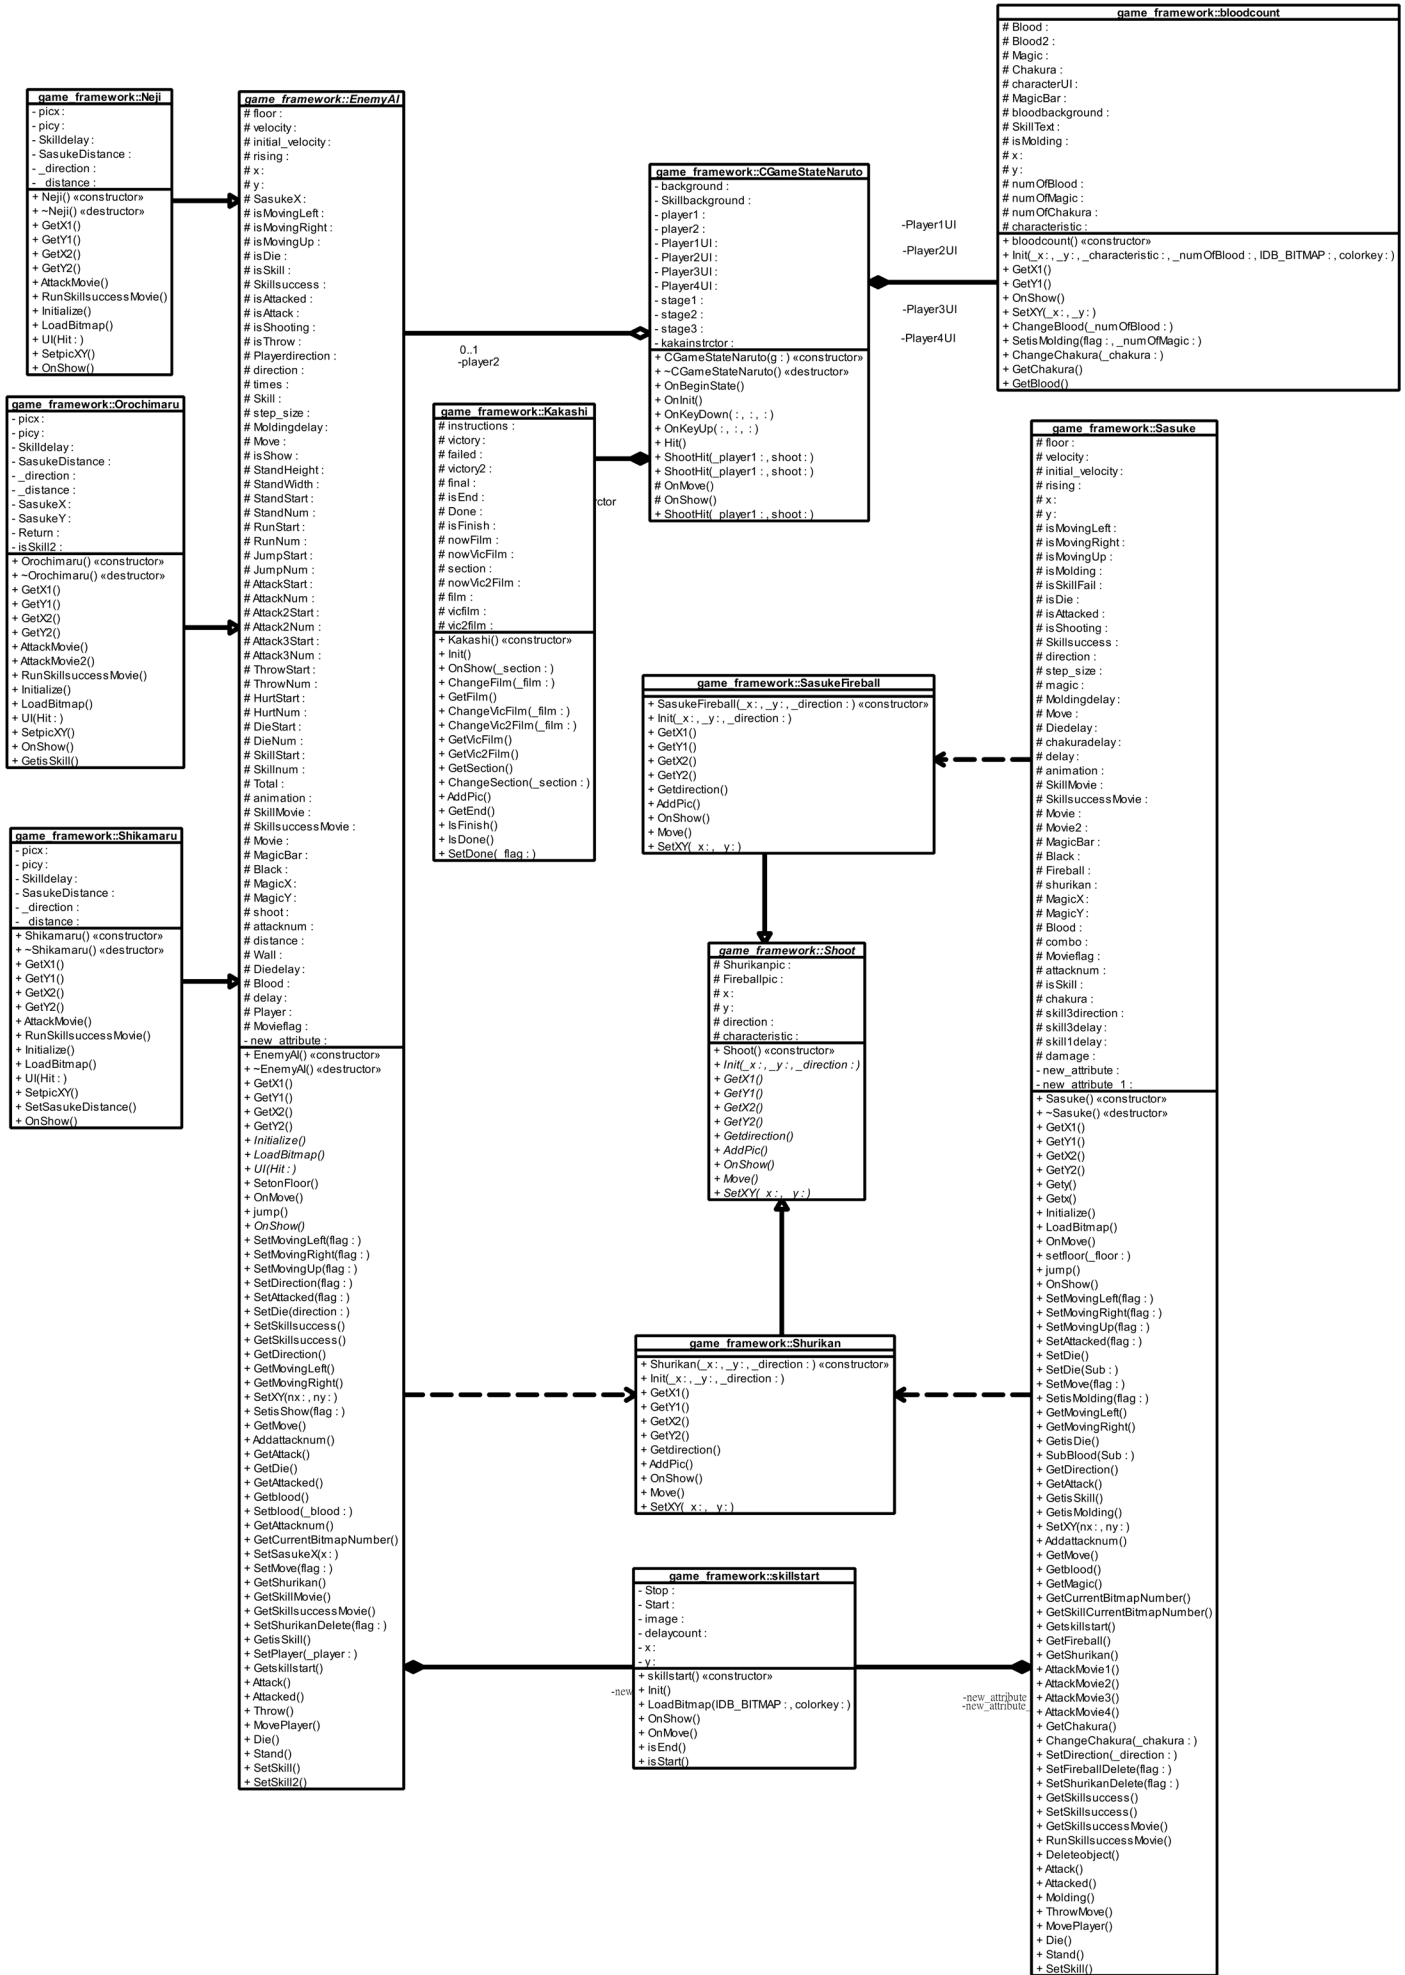 game_framework::Neji
- picx :
- picy :
- Skilldelay :
- SasukeDistance :
- _direction :
- _distance :
+ Neji() «constructor»
+ ~Neji() «destructor»
+ GetX1()
+ GetY1()
+ GetX2()
+ GetY2()
+ AttackMovie()
+ RunSkillsuccessMovie()
+ Initialize()
+ LoadBitmap()
+ UI(Hit : )
+ SetpicXY()
+ OnShow()
game_framework::Orochimaru
- picx :
- picy :
- Skilldelay :
- SasukeDistance :
- _direction :
- _distance :
- SasukeX :
- SasukeY :
- Return :
- isSkill2 :
+ Orochimaru() «constructor»
+ ~Orochimaru() «destructor»
+ GetX1()
+ GetY1()
+ GetX2()
+ GetY2()
+ AttackMovie()
+ AttackMovie2()
+ RunSkillsuccessMovie()
+ Initialize()
+ LoadBitmap()
+ UI(Hit : )
+ SetpicXY()
+ OnShow()
+ GetisSkill()
game_framework::Shikamaru
- picx :
- picy :
- Skilldelay :
- SasukeDistance :
- _direction :
- _distance :
+ Shikamaru() «constructor»
+ ~Shikamaru() «destructor»
+ GetX1()
+ GetY1()
+ GetX2()
+ GetY2()
+ AttackMovie()
+ RunSkillsuccessMovie()
+ Initialize()
+ LoadBitmap()
+ UI(Hit : )
+ SetpicXY()
+ SetSasukeDistance()
+ OnShow()
game_framework::EnemyAI
# floor :
# velocity :
# initial_velocity :
# rising :
# x :
# y :
# SasukeX :
# isMovingLeft :
# isMovingRight :
# isMovingUp :
# isDie :
# isSkill :
# Skillsuccess :
# isAttacked :
# isAttack :
# isShooting :
# isThrow :
# Playerdirection :
# direction :
# times :
# Skill :
# step_size :
# Moldingdelay :
# Move :
# isShow :
# StandHeight :
# StandWidth :
# StandStart :
# StandNum :
# RunStart :
# RunNum :
# JumpStart :
# JumpNum :
# AttackStart :
# AttackNum :
# Attack2Start :
# Attack2Num :
# Attack3Start :
# Attack3Num :
# ThrowStart :
# ThrowNum :
# HurtStart :
# HurtNum :
# DieStart :
# DieNum :
# SkillStart :
# Skillnum :
# Total :
# animation :
# SkillMovie :
# SkillsuccessMovie :
# Movie :
# MagicBar :
# Black :
# MagicX :
# MagicY :
# shoot :
# attacknum :
# distance :
# Wall :
# Diedelay :
# Blood :
# delay :
# Player :
# Movieflag :
- new_attribute :
+ EnemyAI() «constructor»
+ ~EnemyAI() «destructor»
+ GetX1()
+ GetY1()
+ GetX2()
+ GetY2()
+ Initialize()
+ LoadBitmap()
+ UI(Hit : )
+ SetonFloor()
+ OnMove()
+ jump()
+ OnShow()
+ SetMovingLeft(flag : )
+ SetMovingRight(flag : )
+ SetMovingUp(flag : )
+ SetDirection(flag : )
+ SetAttacked(flag : )
+ SetDie(direction : )
+ SetSkillsuccess()
+ GetSkillsuccess()
+ GetDirection()
+ GetMovingLeft()
+ GetMovingRight()
+ SetXY(nx : , ny : )
+ SetisShow(flag : )
+ GetMove()
+ Addattacknum()
+ GetAttack()
+ GetDie()
+ GetAttacked()
+ Getblood()
+ Setblood(_blood : )
+ GetAttacknum()
+ GetCurrentBitmapNumber()
+ SetSasukeX(x : )
+ SetMove(flag : )
+ GetShurikan()
+ GetSkillMovie()
+ GetSkillsuccessMovie()
+ SetShurikanDelete(flag : )
+ GetisSkill()
+ SetPlayer(_player : )
+ Getskillstart()
+ Attack()
+ Attacked()
+ Throw()
+ MovePlayer()
+ Die()
+ Stand()
+ SetSkill()
+ SetSkill2()
0..1
-player2
game_framework::Kakashi
# instructions :
# victory :
# failed :
# victory2 :
# final :
# isEnd :
# Done :
# isFinish :
# nowFilm :
# nowVicFilm :
# section :
# nowVic2Film :
# film :
# vicfilm :
# vic2film :
+ Kakashi() «constructor»
+ Init()
+ OnShow(_section : )
+ ChangeFilm(_film : )
+ GetFilm()
+ ChangeVicFilm(_film : )
+ ChangeVic2Film(_film : )
+ GetVicFilm()
+ GetVic2Film()
+ GetSection()
+ ChangeSection(_section : )
+ AddPic()
+ GetEnd()
+ IsFinish()
+ IsDone()
+ SetDone(_flag : )
ctor
game_framework::CGameStateNaruto
- background :
- Skillbackground :
- player1 :
- player2 :
- Player1UI :
- Player2UI :
- Player3UI :
- Player4UI :
- stage1 :
- stage2 :
- stage3 :
- kakainstrctor :
+ CGameStateNaruto(g : ) «constructor»
+ ~CGameStateNaruto() «destructor»
+ OnBeginState()
+ OnInit()
+ OnKeyDown( : , : , : )
+ OnKeyUp( : , : , : )
+ Hit()
+ ShootHit(_player1 : , shoot : )
+ ShootHit(_player1 : , shoot : )
# OnMove()
# OnShow()
+ ShootHit(_player1 : , shoot : )
-Player1UI
-Player2UI
-Player3UI
-Player4UI
game_framework::bloodcount
# Blood :
# Blood2 :
# Magic :
# Chakura :
# characterUI :
# MagicBar :
# bloodbackground :
# SkillText :
# isMolding :
# x :
# y :
# numOfBlood :
# numOfMagic :
# numOfChakura :
# characteristic :
+ bloodcount() «constructor»
+ Init(_x : , _y : , _characteristic : , _numOfBlood : , IDB_BITMAP : , colorkey : )
+ GetX1()
+ GetY1()
+ OnShow()
+ SetXY(_x : , _y : )
+ ChangeBlood(_numOfBlood : )
+ SetisMolding(flag : , _numOfMagic : )
+ ChangeChakura(_chakura : )
+ GetChakura()
+ GetBlood()
game_framework::SasukeFireball
+ SasukeFireball(_x : , _y : , _direction : ) «constructor»
+ Init(_x : , _y : , _direction : )
+ GetX1()
+ GetY1()
+ GetX2()
+ GetY2()
+ Getdirection()
+ AddPic()
+ OnShow()
+ Move()
+ SetXY(_x : , _y : )
game_framework::Shoot
# Shurikanpic :
# Fireballpic :
# x :
# y :
# direction :
# characteristic :
+ Shoot() «constructor»
+ Init(_x : , _y : , _direction : )
+ GetX1()
+ GetY1()
+ GetX2()
+ GetY2()
+ Getdirection()
+ AddPic()
+ OnShow()
+ Move()
+ SetXY(_x : , _y : )
game_framework::Shurikan
+ Shurikan(_x : , _y : , _direction : ) «constructor»
+ Init(_x : , _y : , _direction : )
+ GetX1()
+ GetY1()
+ GetX2()
+ GetY2()
+ Getdirection()
+ AddPic()
+ OnShow()
+ Move()
+ SetXY(_x : , _y : )
game_framework::skillstart
- Stop :
- Start :
- image :
- delaycount :
- x :
- y :
+ skillstart() «constructor»
+ Init()
+ LoadBitmap(IDB_BITMAP : , colorkey : )
+ OnShow()
+ OnMove()
+ isEnd()
+ isStart()
-new
-new_attribute
-new_attribute_
game_framework::Sasuke
# floor :
# velocity :
# initial_velocity :
# rising :
# x :
# y :
# isMovingLeft :
# isMovingRight :
# isMovingUp :
# isMolding :
# isSkillFail :
# isDie :
# isAttacked :
# isShooting :
# Skillsuccess :
# direction :
# step_size :
# magic :
# Moldingdelay :
# Move :
# Diedelay :
# chakuradelay :
# delay :
# animation :
# SkillMovie :
# SkillsuccessMovie :
# Movie :
# Movie2 :
# MagicBar :
# Black :
# Fireball :
# shurikan :
# MagicX :
# MagicY :
# Blood :
# combo :
# Movieflag :
# attacknum :
# isSkill :
# chakura :
# skill3direction :
# skill3delay :
# skill1delay :
# damage :
- new_attribute :
- new_attribute_1 :
+ Sasuke() «constructor»
+ ~Sasuke() «destructor»
+ GetX1()
+ GetY1()
+ GetX2()
+ GetY2()
+ Gety()
+ Getx()
+ Initialize()
+ LoadBitmap()
+ OnMove()
+ setfloor(_floor : )
+ jump()
+ OnShow()
+ SetMovingLeft(flag : )
+ SetMovingRight(flag : )
+ SetMovingUp(flag : )
+ SetAttacked(flag : )
+ SetDie()
+ SetDie(Sub : )
+ SetMove(flag : )
+ SetisMolding(flag : )
+ GetMovingLeft()
+ GetMovingRight()
+ GetisDie()
+ SubBlood(Sub : )
+ GetDirection()
+ GetAttack()
+ GetisSkill()
+ GetisMolding()
+ SetXY(nx : , ny : )
+ Addattacknum()
+ GetMove()
+ Getblood()
+ GetMagic()
+ GetCurrentBitmapNumber()
+ GetSkillCurrentBitmapNumber()
+ Getskillstart()
+ GetFireball()
+ GetShurikan()
+ AttackMovie1()
+ AttackMovie2()
+ AttackMovie3()
+ AttackMovie4()
+ GetChakura()
+ ChangeChakura(_chakura : )
+ SetDirection(_direction : )
+ SetFireballDelete(flag : )
+ SetShurikanDelete(flag : )
+ GetSkillsuccess()
+ SetSkillsuccess()
+ GetSkillsuccessMovie()
+ RunSkillsuccessMovie()
+ Deleteobject()
+ Attack()
+ Attacked()
+ Molding()
+ ThrowMove()
+ MovePlayer()
+ Die()
+ Stand()
+ SetSkill()